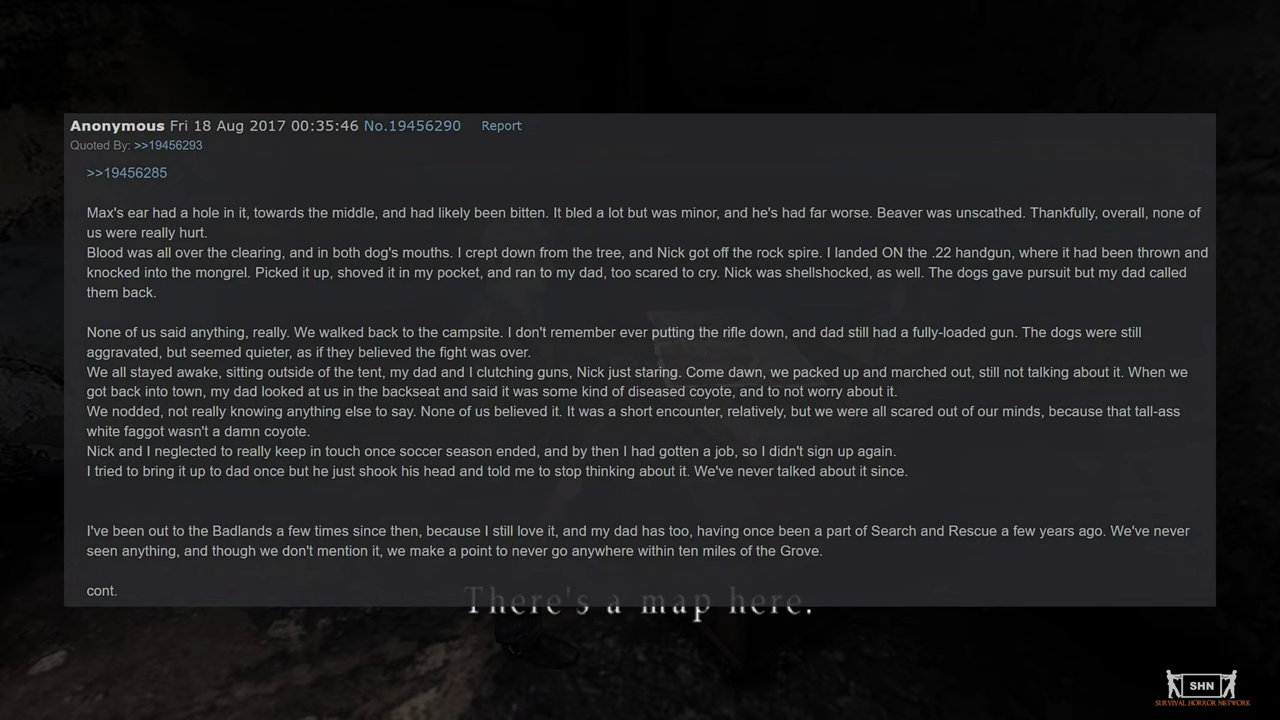 Anonymous Fri 18 Aug 2017 00:35:46 No.19456290 Report
Quoted By: >>19456293
>>19456285
Max's ear had a hole in it, towards the middle, and had likely been bitten. It bled a lot but was minor, and he's had far worse. Beaver was unscathed. Thankfully, overall, none of
us were really hurt.
Blood was all over the clearing, and in both dog's mouths. I crept down from the tree, and Nick got off the rock spire. I landed ON the .22 handgun, where it had been thrown and
knocked into the mongrel. Picked it up, shoved it in my pocket, and ran to my dad, too scared to cry. Nick was shellshocked, as well. The dogs gave pursuit but my dad called
them back.
None of us said anything, really. We walked back to the campsite. I don't remember ever putting the rifle down, and dad still had a fully-loaded gun. The dogs were still
aggravated, but seemed quieter, as if they believed the fight was over.
We all stayed awake, sitting outside of the tent, my dad and I clutching guns, Nick just staring. Come dawn, we packed up and marched out, still not talking about it. When we
got back into town, my dad looked at us in the backseat and said it was some kind of diseased coyote, and to not worry about it.
We nodded, not really knowing anything else to say. None of us believed it. It was a short encounter, relatively, but we were all scared out of our minds, because that tall-ass
white faggot wasn't a damn coyote.
Nick and I neglected to really keep in touch once soccer season ended, and by then I had gotten a job, so I didn't sign up again.
I tried to bring it up to dad once but he just shook his head and told me to stop thinking about it. We've never talked about it since.
I've been out to the Badlands a few times since then, because I still love it, and my dad has too, having once been a part of Search and Rescue a few years ago. We've never
seen anything, and though we don't mention it, we make a point to never go anywhere within ten miles of the Grove.
cont.
There's a map here.
SHN
SURVIVAL HORROR NETWORK